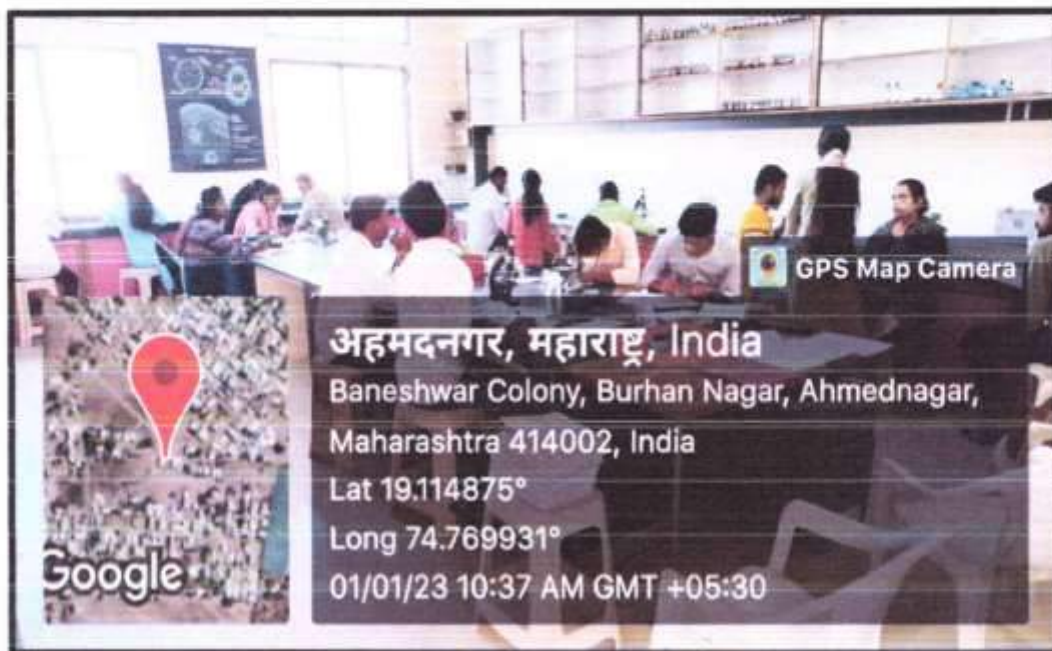 GPS Map Camera
अहमदनगर, महाराष्ट्र, India
Baneshwar Colony, Burhan Nagar, Ahmednagar,
Maharashtra 414002, India
Lat 19.114875°
Long 74.769931°
01/01/23 10:37 AM GMT +05:30
Google